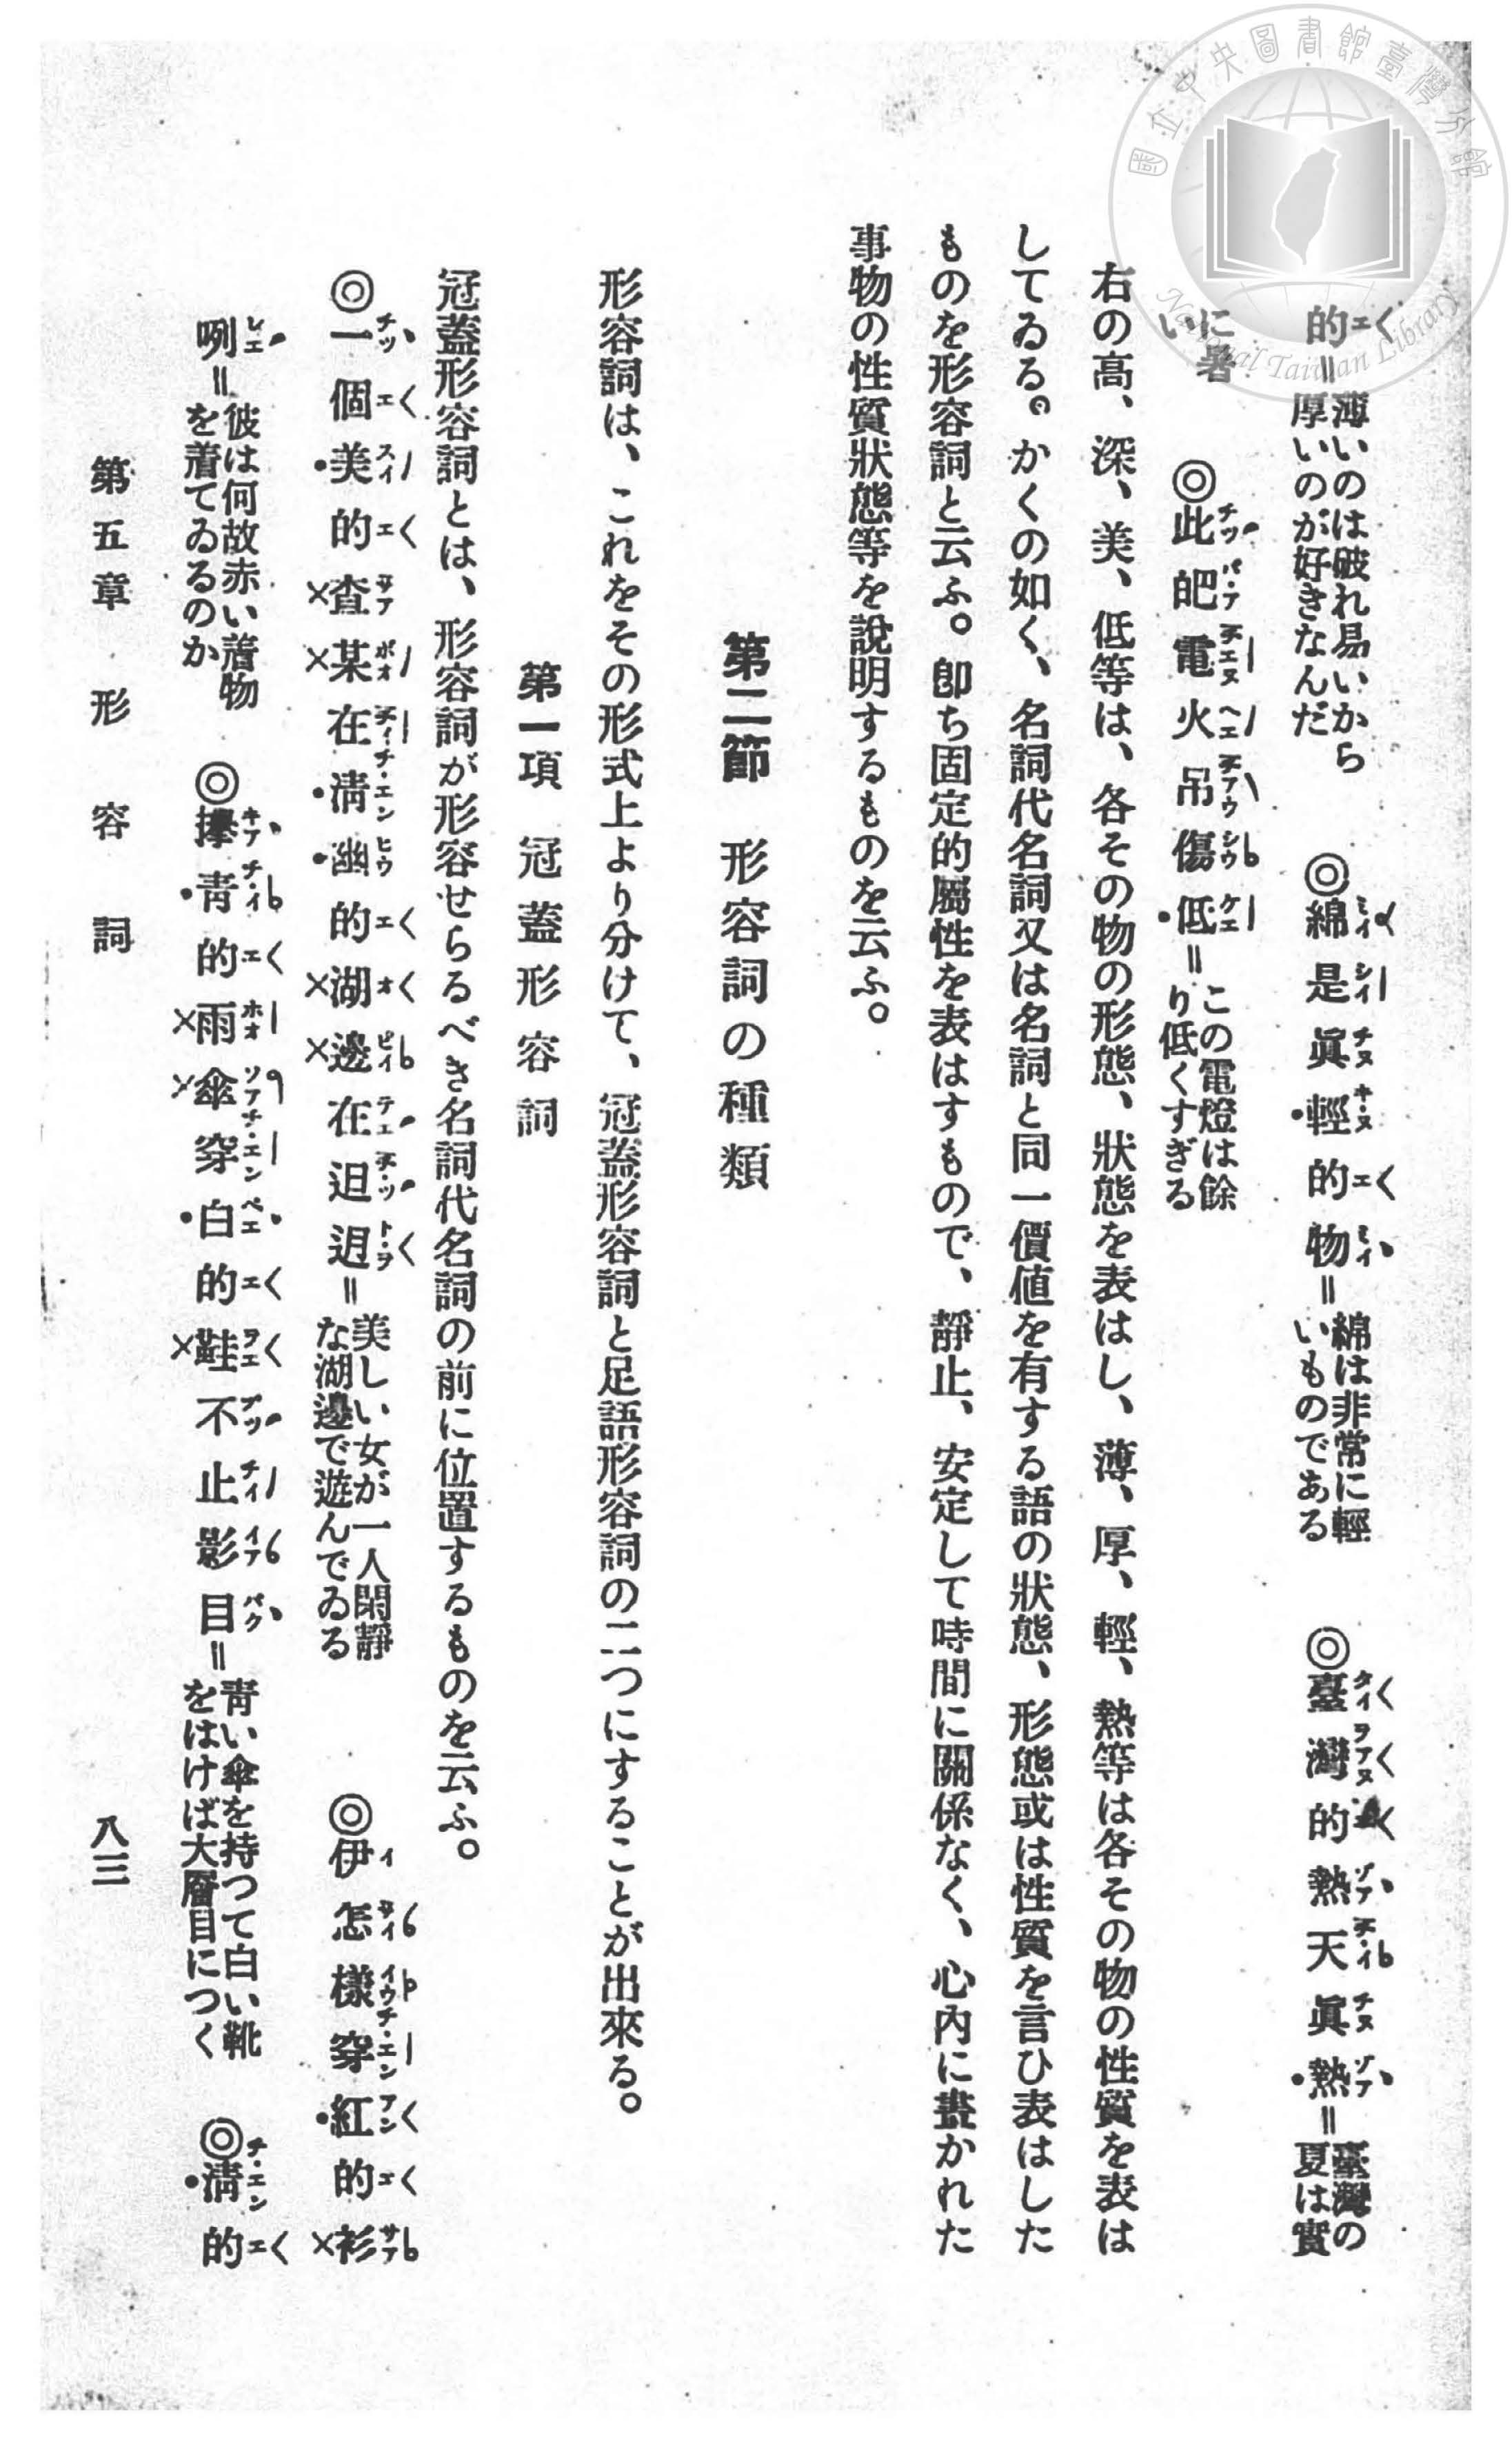 國立中央圖書館臺灣分館
National Taiwan Library
的＝薄いのは破れ易いから厚いのが好きなんだ　◎綿是眞輕的物＝綿は非常に輕いものである　◎臺灣的熱天眞熱＝臺灣の夏は實
に暑い　◎此吧電火吊傷低＝この電燈は餘り低くすぎる
右の高、深、美、低等は、各その物の形態、狀態を表はし、薄、厚、輕、熱等は各その物の性質を表は
してゐる。かくの如く、名詞代名詞又は名詞と同一價値を有する語の狀態、形態或は性質を言ひ表はした
ものを形容詞と云ふ。卽ち固定的屬性を表はすもので、靜止、安定して時間に關係なく、心內に畫かれた
事物の性質狀態等を說明するものを云ふ。
第二節　形容詞の種類
形容詞は、これをその形式上より分けて、冠蓋形容詞と足語形容詞の二つにすることが出來る。
第一項　冠蓋形容詞
冠蓋形容詞とは、形容詞が形容せらるべき名詞代名詞の前に位置するものを云ふ。
◎一個美的查某在淸幽的湖邊在𨑨迌＝美しい女が一人閑靜な湖邊で遊んでゐる　◎伊怎樣穿紅的衫
咧＝彼は何故赤い着物を着てゐるのか　◎攑靑的雨傘穿白的鞋不止影目＝靑い傘を持つて白い靴をはけば大層目につく　◎淸的
第五章　形容詞
八三